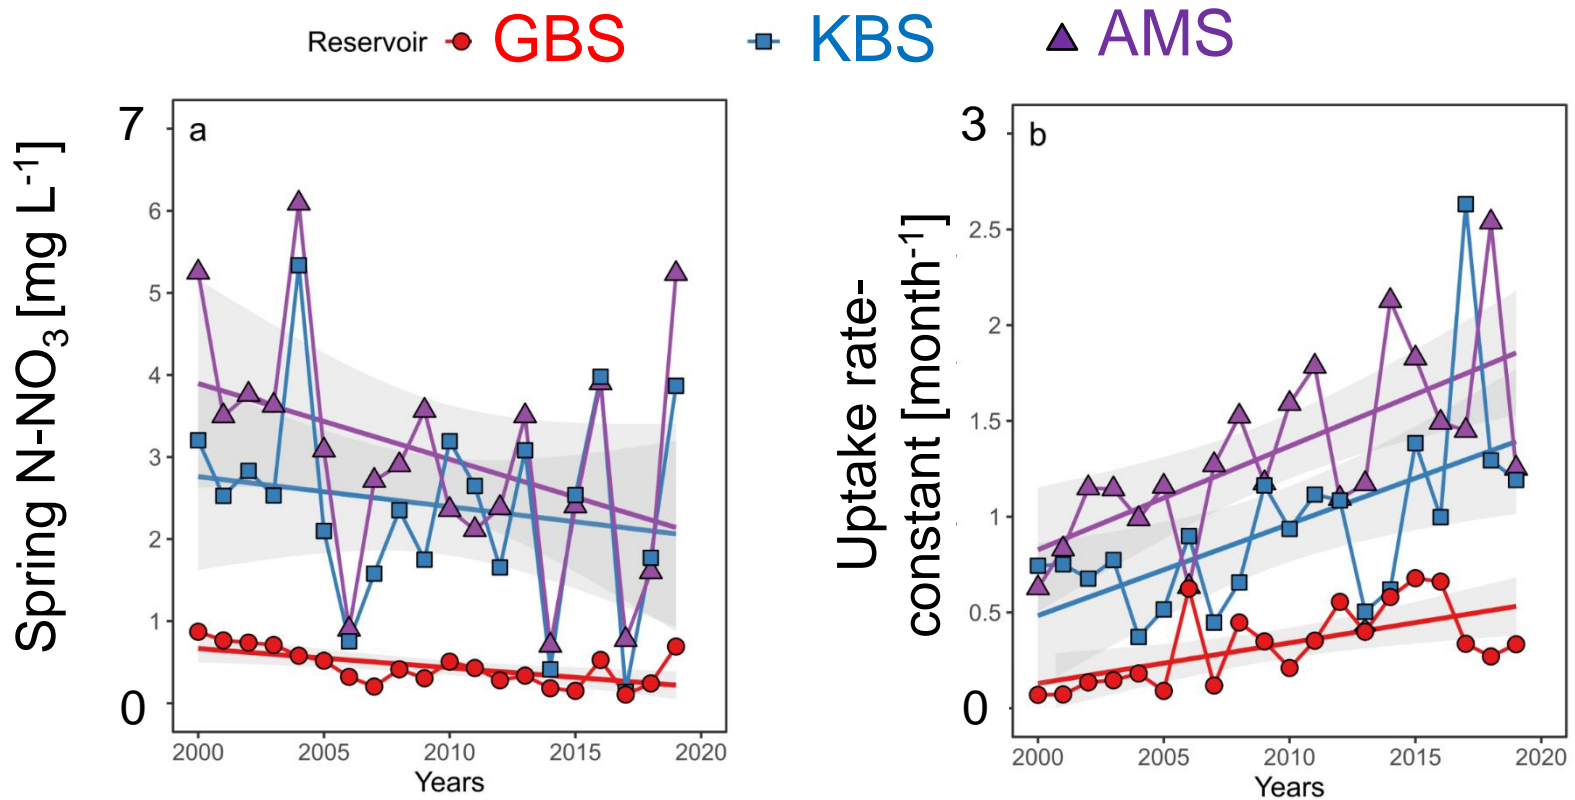 Reservoir GBS KBS AMS
Spring N-NO3 [mg L-1]
a
7
6
5
4
3
2
1
0
2000 2005 2010 2015 2020
Years
Uptake rate-
constant [month-1]
b
3
2.5
2
1.5
1
0.5
0
2000 2005 2010 2015 2020
Years